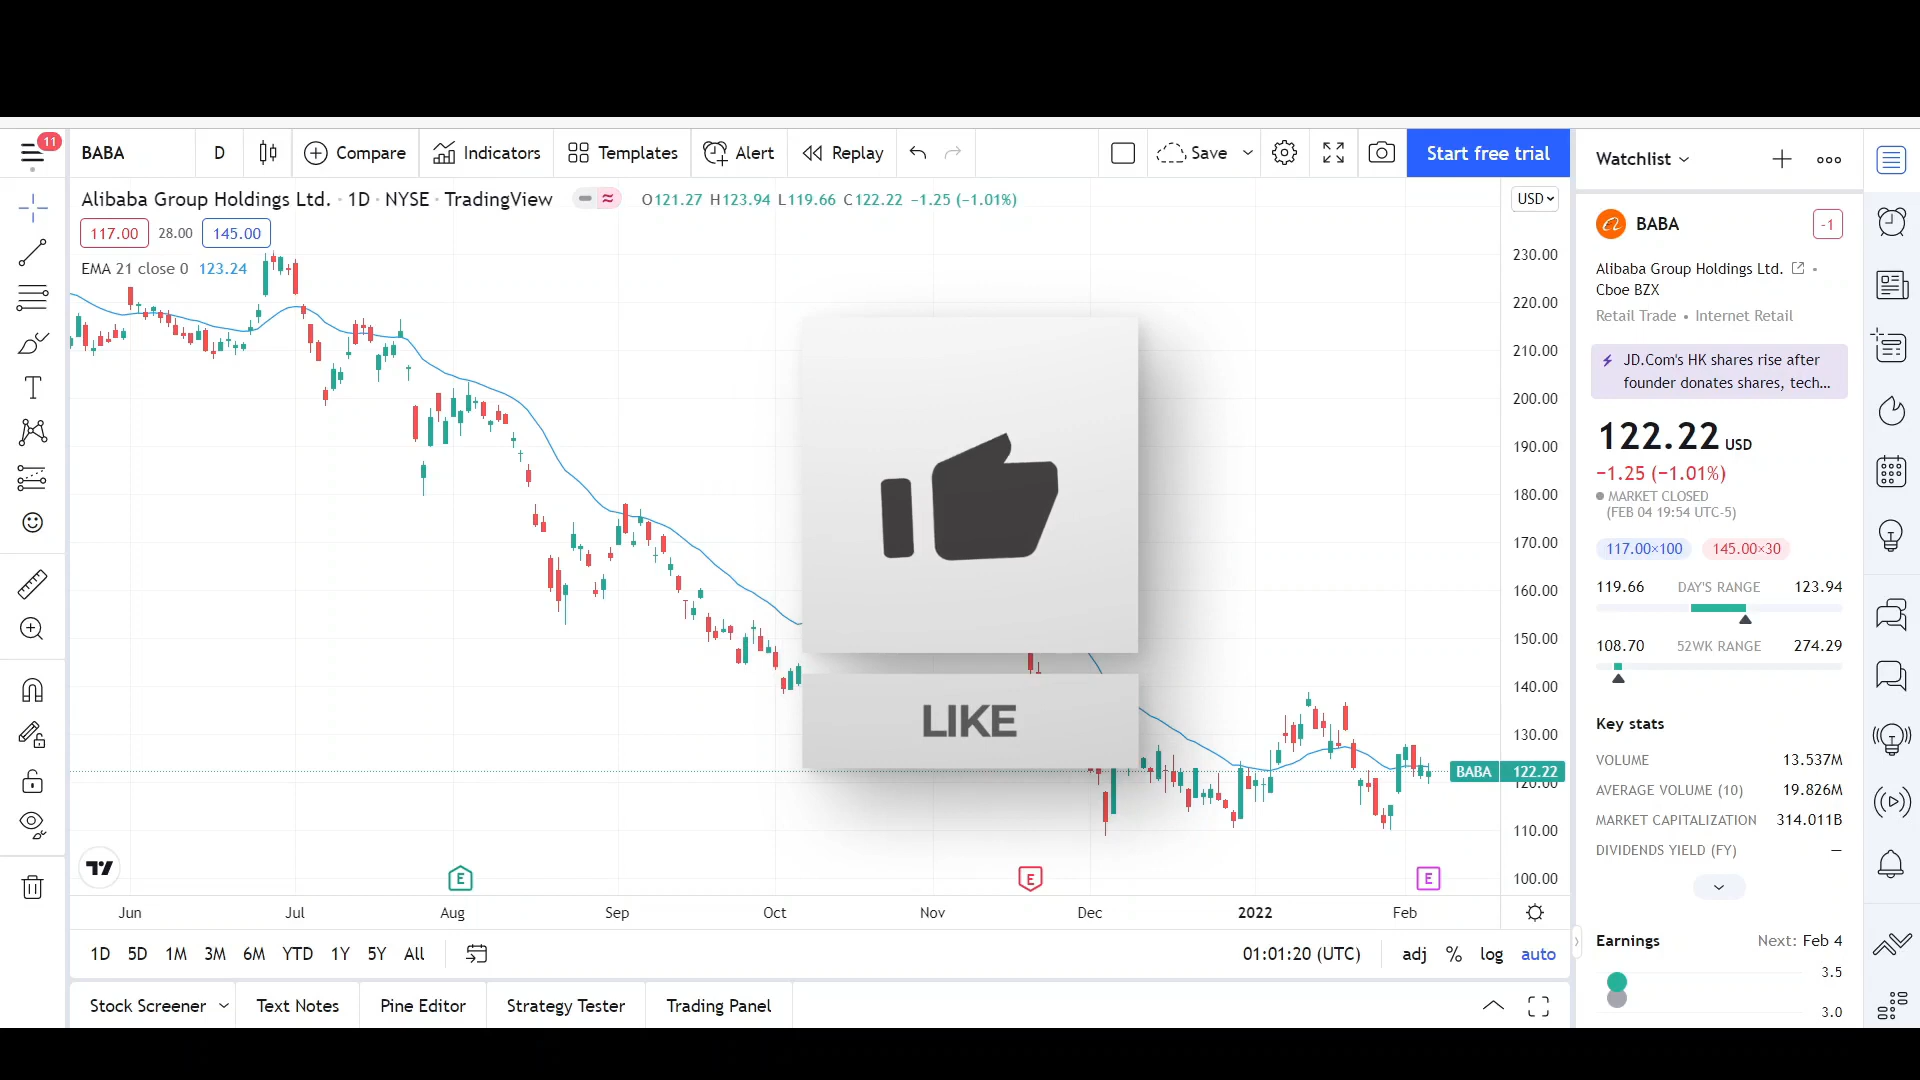 11
BABA
D
Compare
Indicators
Templates
Alert
Replay
Save
Start free trial
Watchlist
Alibaba Group Holdings Ltd. · 1D · NYSE · TradingView
O121.27 H123.94 L119.66 C122.22 −1.25 (−1.01%)
USD
117.00
28.00
145.00
EMA 21 close 0 123.24
230.00
220.00
210.00
200.00
190.00
180.00
170.00
160.00
150.00
140.00
130.00
120.00
110.00
100.00
BABA 122.22
LIKE
T
E
E
E
Jun
Jul
Aug
Sep
Oct
Nov
Dec
2022
Feb
1D
5D
1M
3M
6M
YTD
1Y
5Y
All
01:01:20 (UTC)
adj
%
log
auto
Stock Screener
Text Notes
Pine Editor
Strategy Tester
Trading Panel
BABA
-1
Alibaba Group Holdings Ltd. •
Cboe BZX
Retail Trade • Internet Retail
JD.Com's HK shares rise after
founder donates shares, tech...
122.22 USD
−1.25 (−1.01%)
MARKET CLOSED
(FEB 04 19:54 UTC-5)
117.00×100
145.00×30
119.66 DAY'S RANGE 123.94
108.70 52WK RANGE 274.29
Key stats
VOLUME 13.537M
AVERAGE VOLUME (10) 19.826M
MARKET CAPITALIZATION 314.011B
DIVIDENDS YIELD (FY) —
Earnings
Next: Feb 4
3.5
3.0